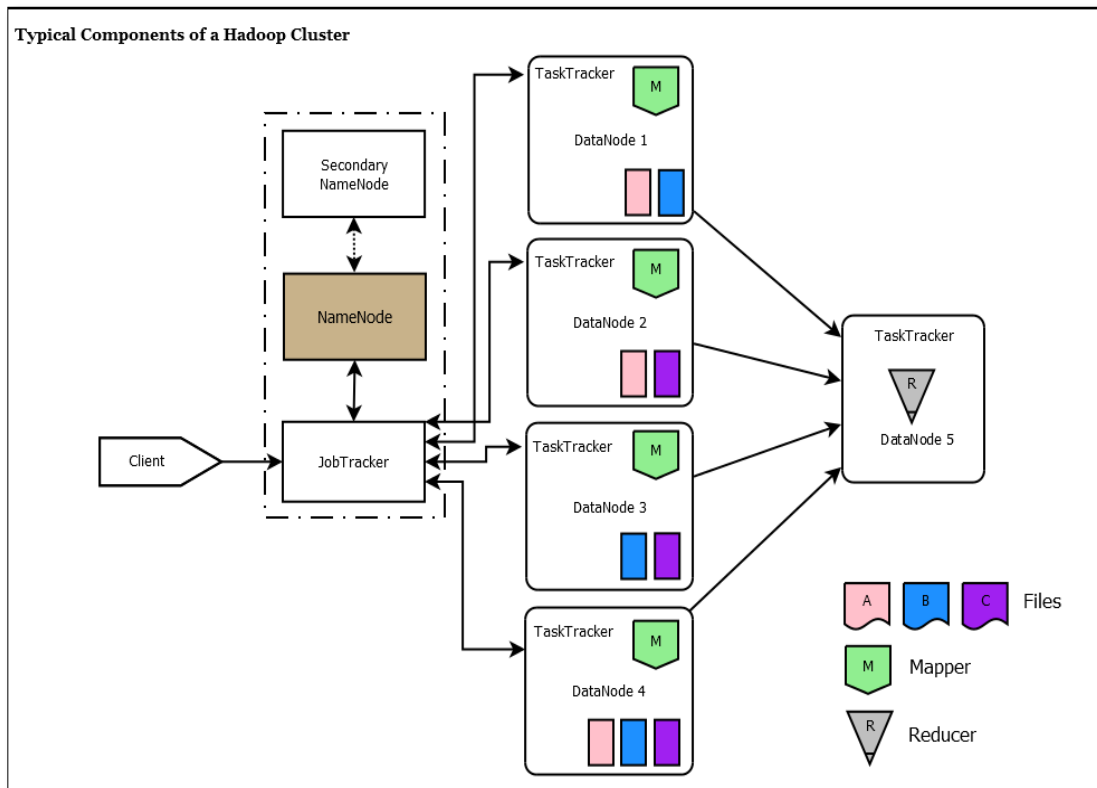 Typical Components of a Hadoop Cluster
Secondary
NameNode
NameNode
Client
JobTracker
TaskTracker
M
DataNode 1
TaskTracker
M
DataNode 2
TaskTracker
M
DataNode 3
TaskTracker
M
DataNode 4
TaskTracker
R
DataNode 5
A B C Files
M Mapper
R Reducer